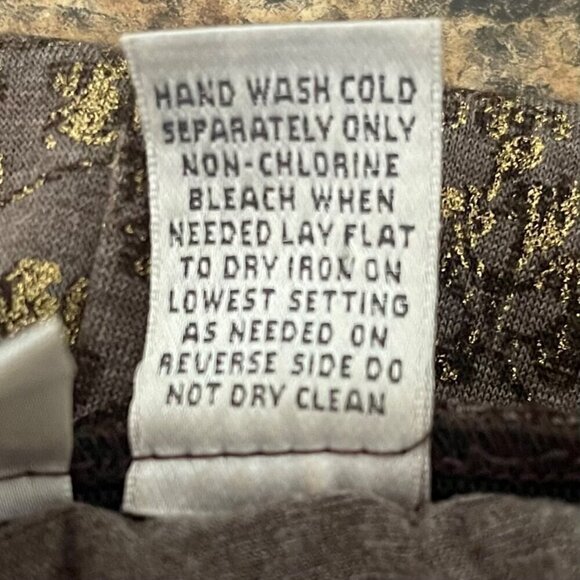 HAND WASH COLD
SEPARATELY ONLY
NON-CHLORINE
BLEACH WHEN
NEEDED LAY FLAT
TO DRY IRON ON
LOWEST SETTING
AS NEEDED ON
REVERSE SIDE DO
NOT DRY CLEAN